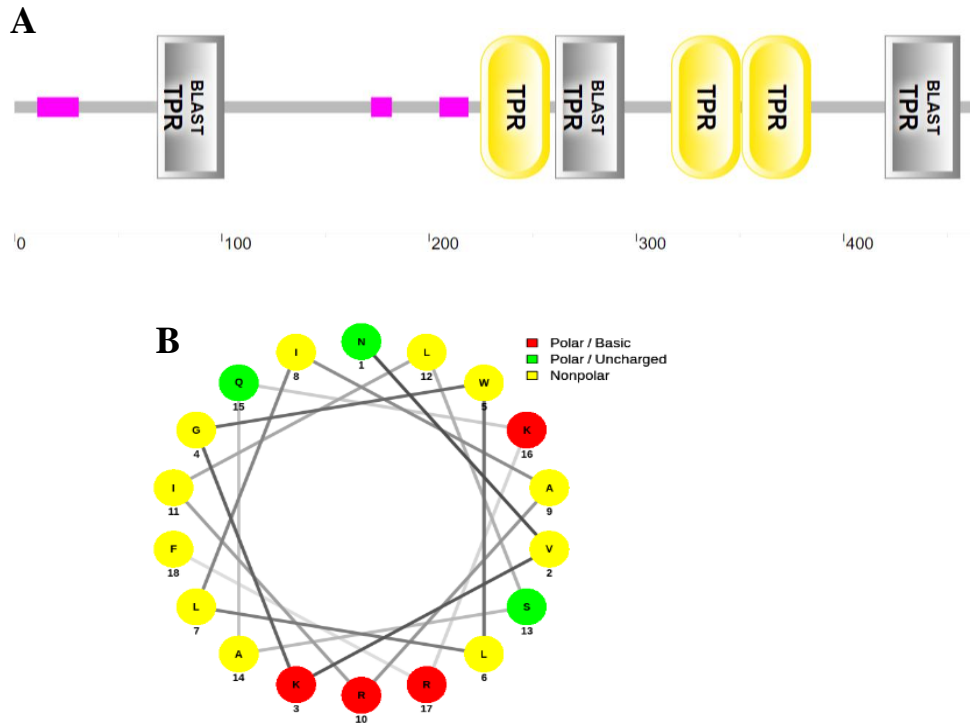 A
TPR BLAST TPR TPR BLAST TPR TPR TPR BLAST
0 100 200 300 400
B
Polar / Basic
Polar / Uncharged
Nonpolar
N 1
L 12
I 8
W 5
Q 15
K 16
G 4
A 9
I 11
V 2
F 18
S 13
L 7
L 6
A 14
K 3
R 10
R 17